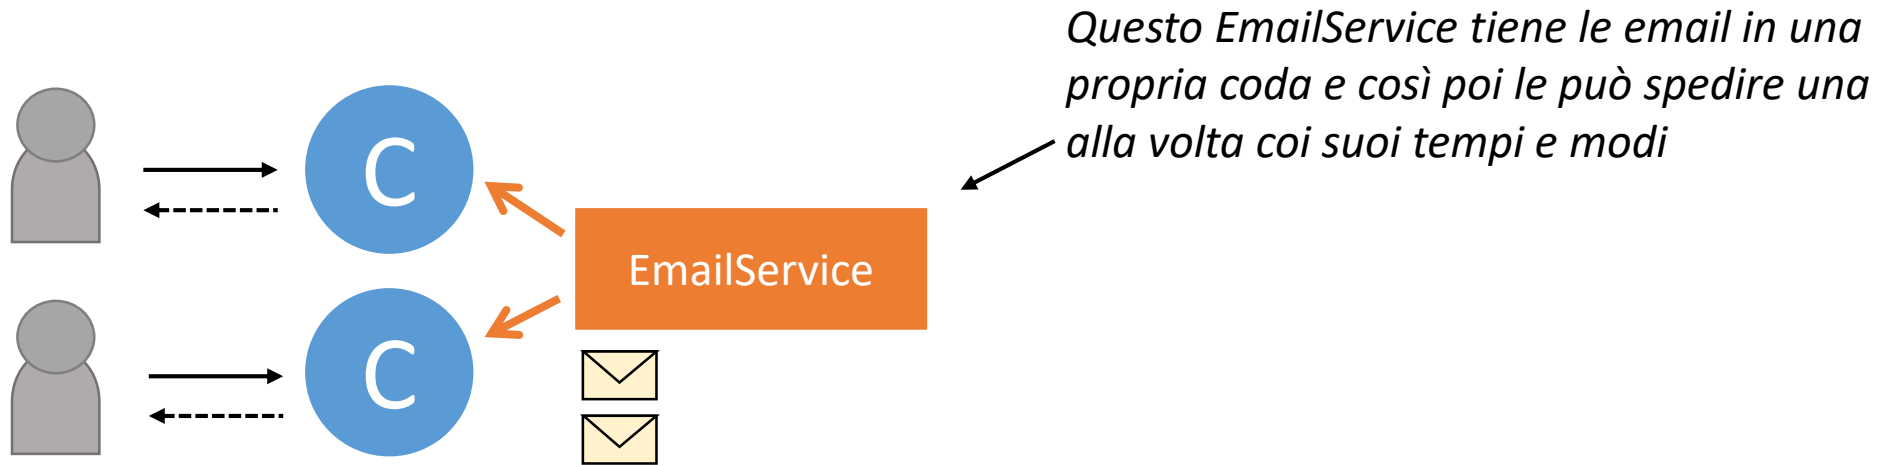 Questo EmailService tiene le email in una
propria coda e così poi le può spedire una
alla volta coi suoi tempi e modi
C
EmailService
C